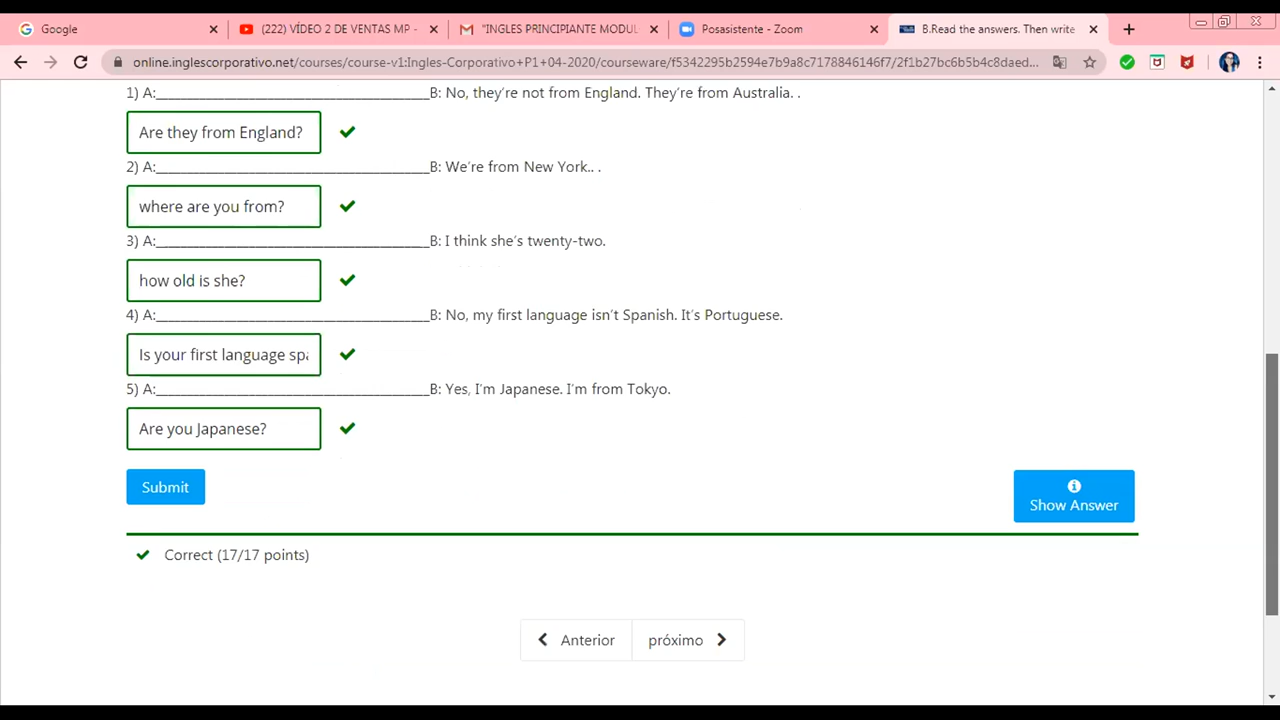 Google
(222) VÍDEO 2 DE VENTAS MP -
"INGLES PRINCIPIANTE MODUL
Posasistente - Zoom
B.Read the answers. Then write
online.inglescorporativo.net/courses/course-v1:Ingles-Corporativo+P1+04-2020/courseware/f5342295b2594e7b9a8c7178846146f7/2f1b27bc6b5b4c8daed...
1) A:___________________________________B: No, they're not from England. They're from Australia. .
Are they from England?
2) A:___________________________________B: We're from New York.. .
where are you from?
3) A:___________________________________B: I think she's twenty-two.
how old is she?
4) A:___________________________________B: No, my first language isn't Spanish. It's Portuguese.
Is your first language spa
5) A:___________________________________B: Yes, I'm Japanese. I'm from Tokyo.
Are you Japanese?
Submit
Show Answer
Correct (17/17 points)
Anterior
próximo